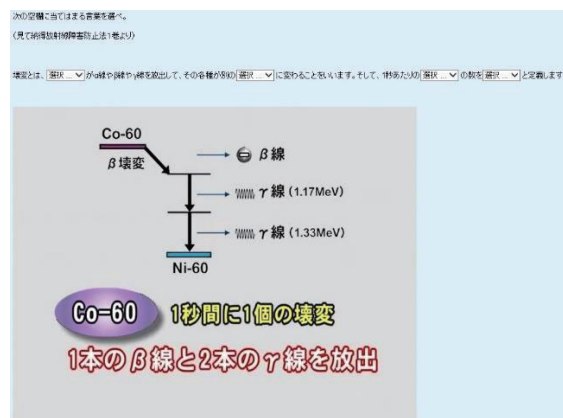 次の空欄に当てはまる言葉を選べ。
(見て納得放射線障害防止法1巻より)
壊変とは、 選択 ... がα線やβ線やγ線を放出して、その各種が別の 選択 ... に変わることをいいます。そして、1秒あたりの 選択 ... の数を 選択 ... と定義します
Co-60
β壊変
β線
γ線 (1.17MeV)
γ線 (1.33MeV)
Ni-60
Co-60 1秒間に1個の壊変
1本のβ線と2本のγ線を放出